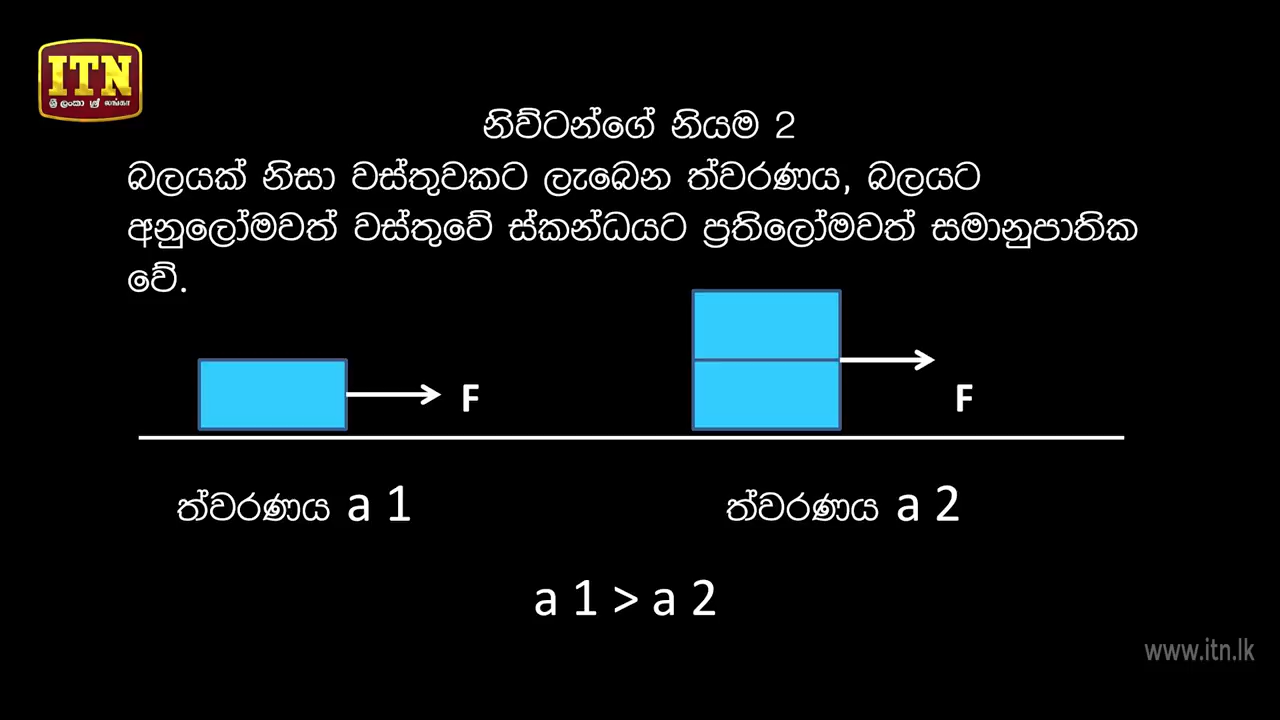 ITN
ශ්‍රී ලංකා ஸ்ரீ லங்கா
නිව්ටන්ගේ නියම 2
බලයක් නිසා වස්තුවකට ලැබෙන ත්වරණය, බලයට
අනුලෝමවත් වස්තුවේ ස්කන්ධයට ප්‍රතිලෝමවත් සමානුපාතික
වේ.
F
F
ත්වරණය a 1
ත්වරණය a 2
a 1 > a 2
www.itn.lk